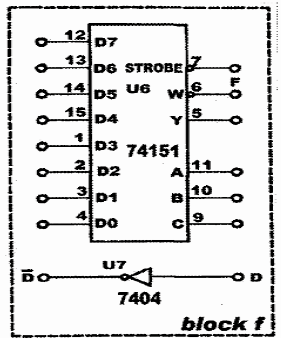 12 D7
13 D6 STROBE 7
F
14 D5 U6 W 6
15 D4 Y 5
1 D3 74151
2 D2 A 11
3 D1 B 10
4 D0 C 9
U7
D̅ D
7404
block f